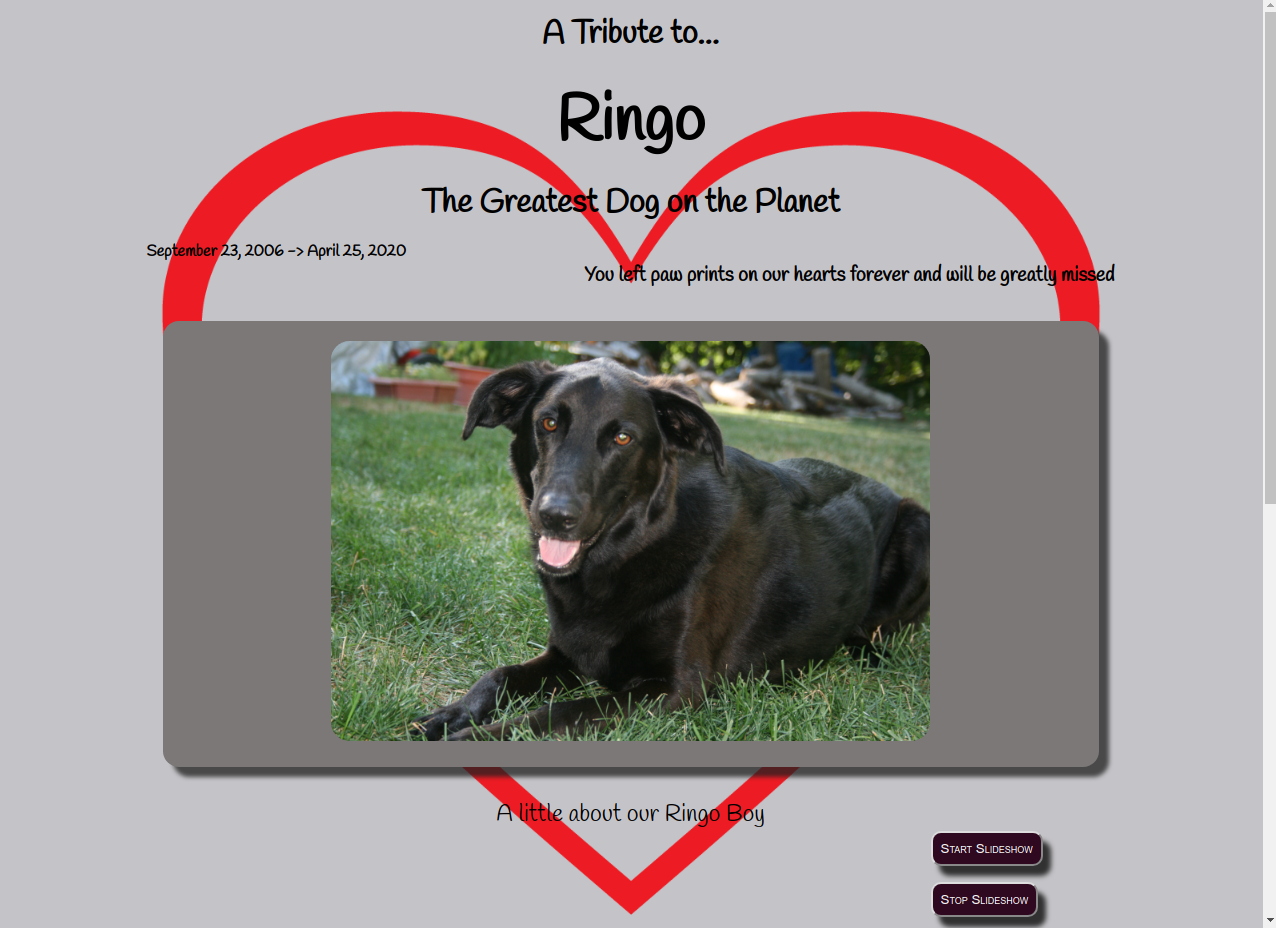 A Tribute to...
Ringo
The Greatest Dog on the Planet
September 23, 2006 -> April 25, 2020
You left paw prints on our hearts forever and will be greatly missed
A little about our Ringo Boy
Start Slideshow
Stop Slideshow